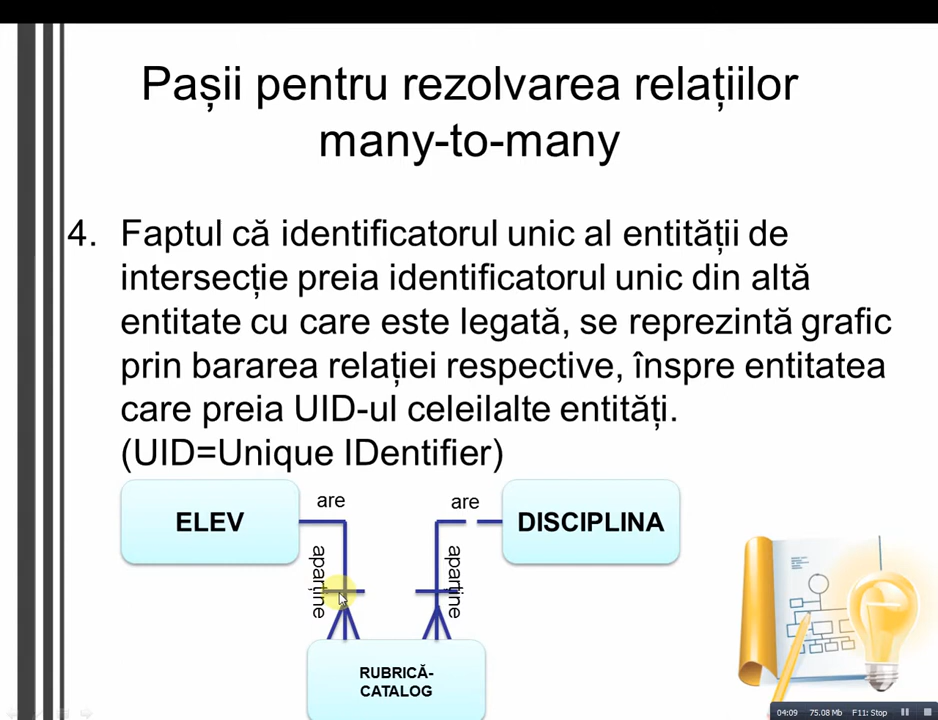 Pașii pentru rezolvarea relațiilor
many-to-many
4. Faptul că identificatorul unic al entității de
intersecție preia identificatorul unic din altă
entitate cu care este legată, se reprezintă grafic
prin bararea relației respective, înspre entitatea
care preia UID-ul celeilalte entități.
(UID=Unique IDentifier)
are
are
ELEV
DISCIPLINA
aparține
aparține
RUBRICĂ-
CATALOG
04:09 75.08 Mb F11: Stop